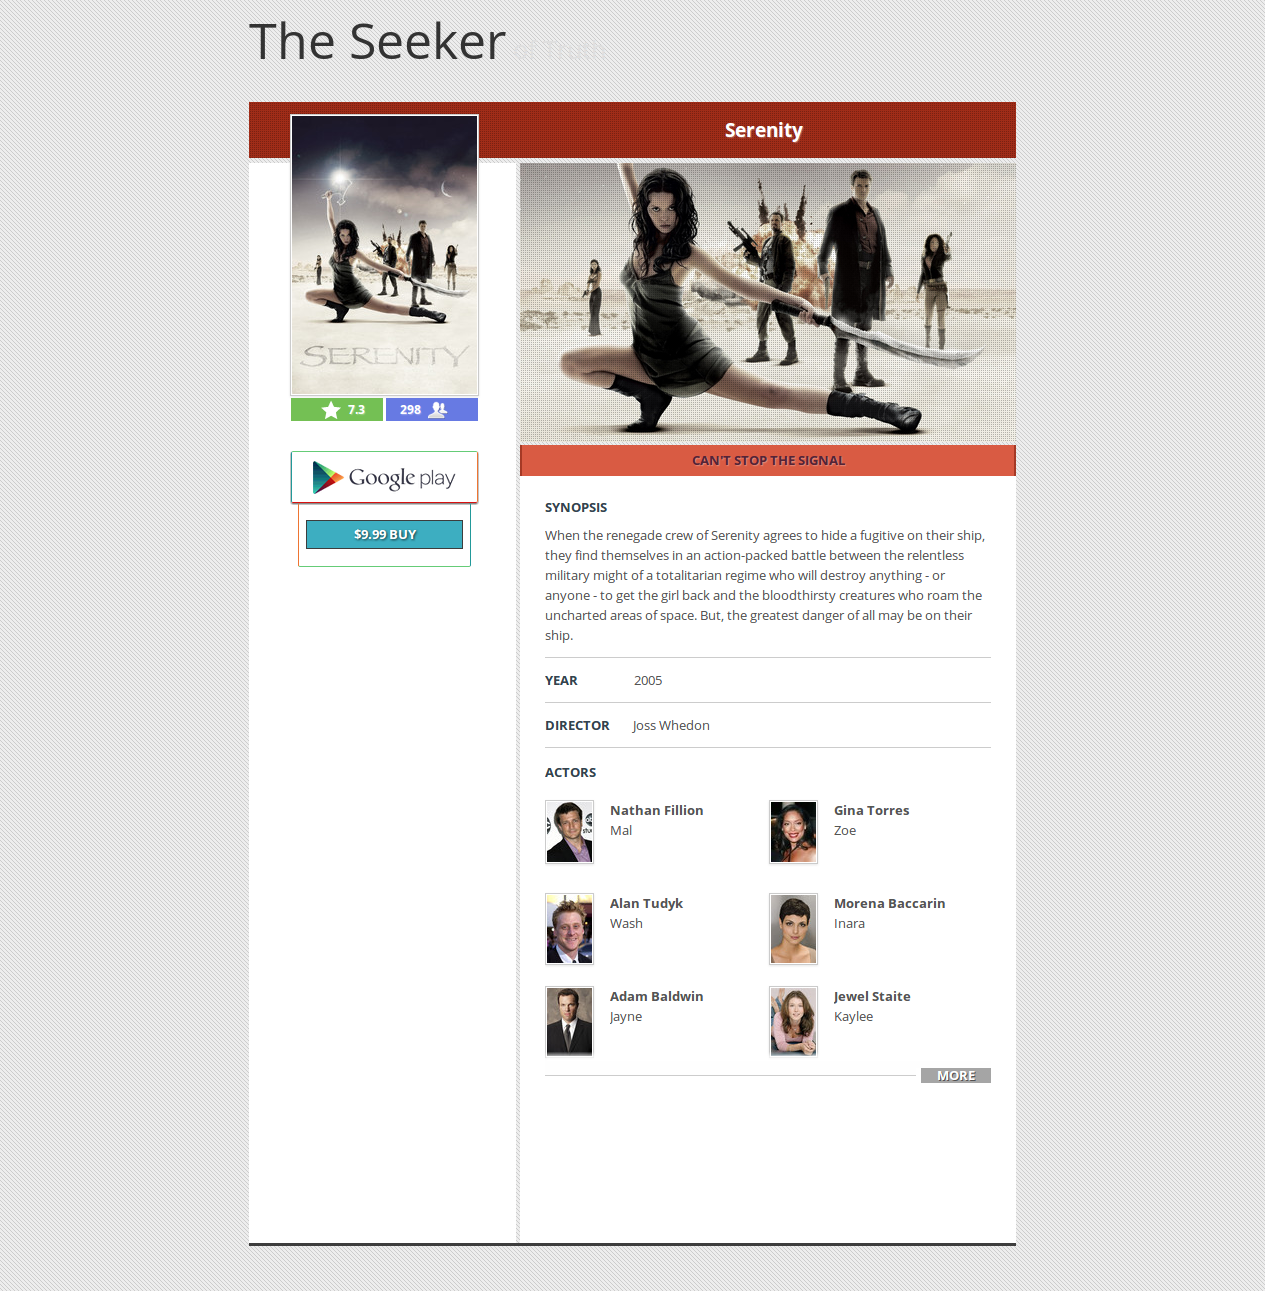 The Seeker of Truth
Serenity
SERENITY
7.3
298
Google play
$9.99 BUY
CAN'T STOP THE SIGNAL
SYNOPSIS
When the renegade crew of Serenity agrees to hide a fugitive on their ship,
they find themselves in an action-packed battle between the relentless
military might of a totalitarian regime who will destroy anything - or
anyone - to get the girl back and the bloodthirsty creatures who roam the
uncharted areas of space. But, the greatest danger of all may be on their
ship.
YEAR 2005
DIRECTOR Joss Whedon
ACTORS
Nathan Fillion
Mal
Gina Torres
Zoe
Alan Tudyk
Wash
Morena Baccarin
Inara
Adam Baldwin
Jayne
Jewel Staite
Kaylee
MORE